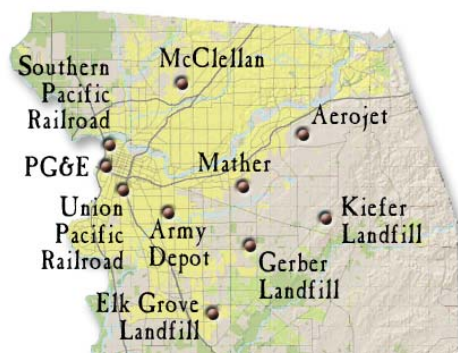 McClellan
Southern
Pacific
Railroad
Aerojet
PG&E
Mather
Union
Pacific
Railroad
Army
Depot
Kiefer
Landfill
Gerber
Landfill
Elk Grove
Landfill